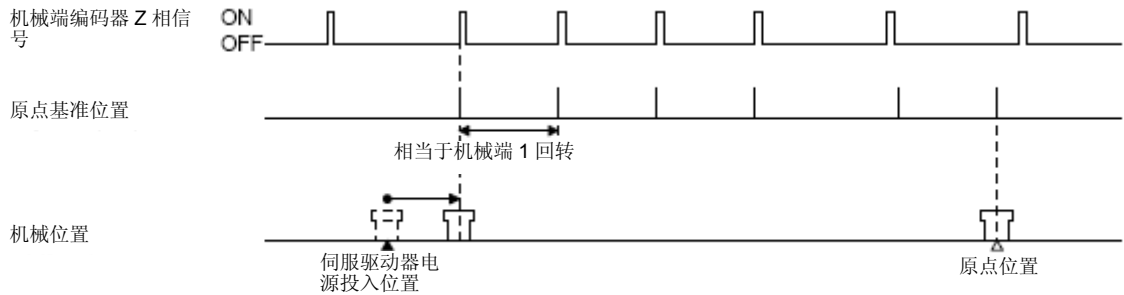 机械端编码器 Z 相信
号
ON
OFF
原点基准位置
相当于机械端 1 回转
机械位置
伺服驱动器电
源投入位置
原点位置